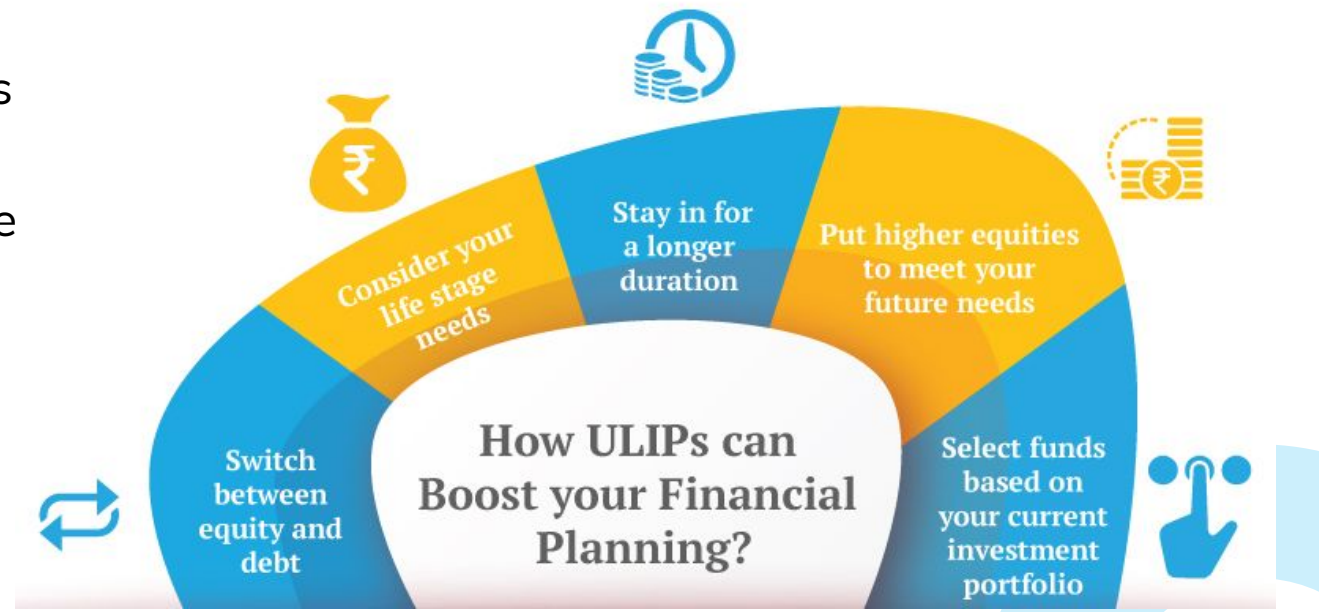 s
e
Switch
between
equity and
debt
Consider your
life stage
needs
Stay in for
a longer
duration
Put higher equities
to meet your
future needs
Select funds
based on
your current
investment
portfolio
How ULIPs can
Boost your Financial
Planning?
₹
₹